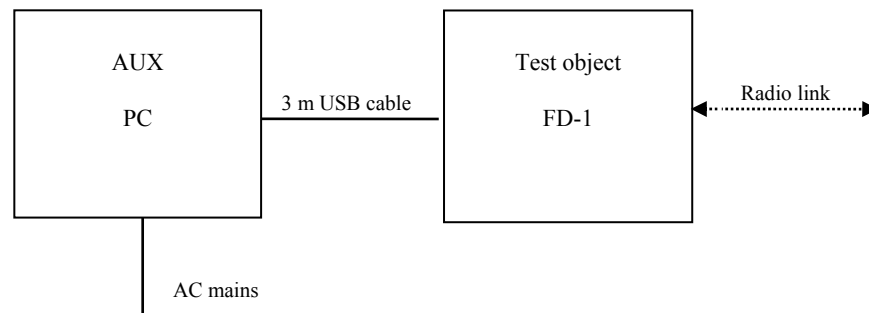 AUX
PC
3 m USB cable
Test object
FD-1
Radio link
AC mains